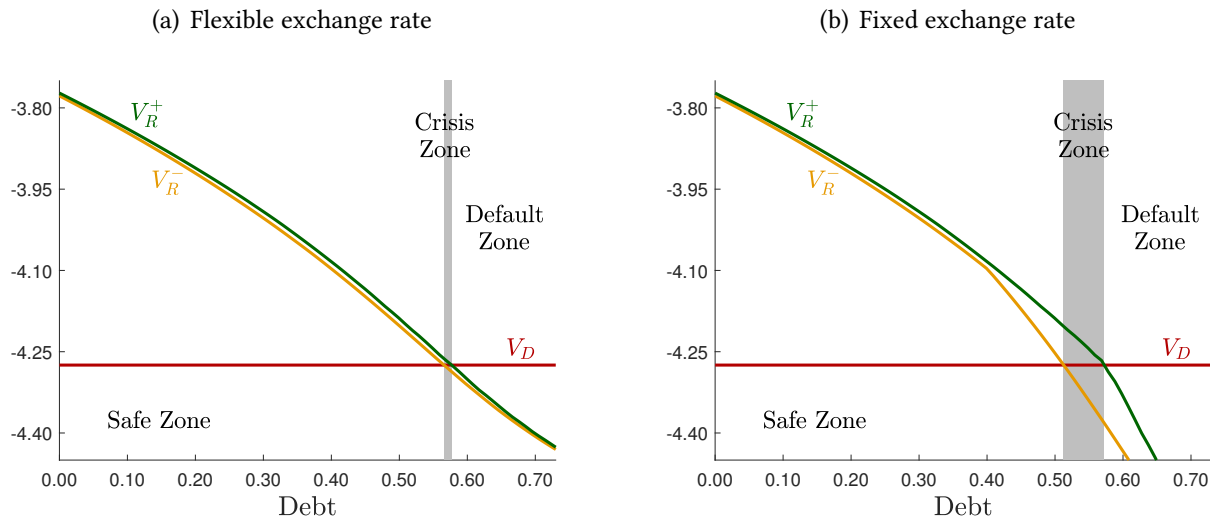 (a) Flexible exchange rate
-3.80
-3.95
-4.10
-4.25
-4.40
V_R^+
V_R^-
Crisis
Zone
Default
Zone
V_D
Safe Zone
0.00 0.10 0.20 0.30 0.40 0.50 0.60 0.70
Debt
(b) Fixed exchange rate
-3.80
-3.95
-4.10
-4.25
-4.40
V_R^+
V_R^-
Crisis
Zone
Default
Zone
V_D
Safe Zone
0.00 0.10 0.20 0.30 0.40 0.50 0.60 0.70
Debt